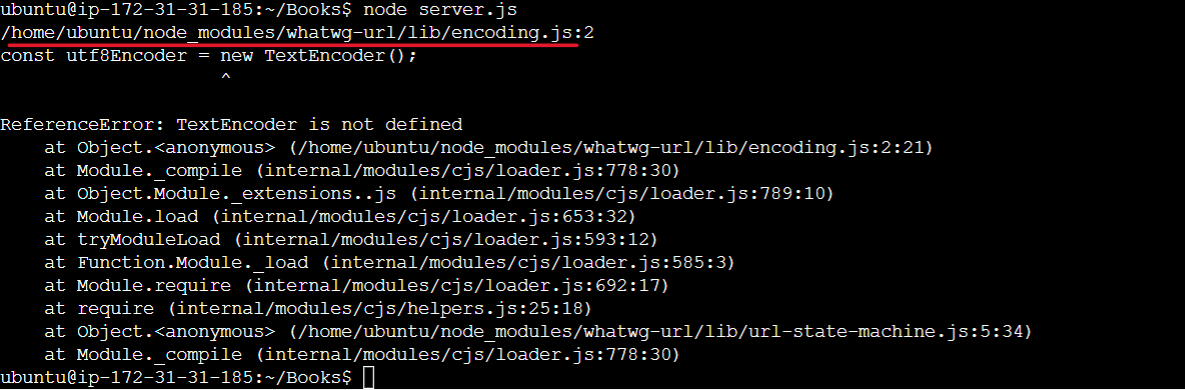 ubuntu@ip-172-31-31-185:~/Books$ node server.js
/home/ubuntu/node_modules/whatwg-url/lib/encoding.js:2
const utf8Encoder = new TextEncoder();
                    ^

ReferenceError: TextEncoder is not defined
    at Object.<anonymous> (/home/ubuntu/node_modules/whatwg-url/lib/encoding.js:2:21)
    at Module._compile (internal/modules/cjs/loader.js:778:30)
    at Object.Module._extensions..js (internal/modules/cjs/loader.js:789:10)
    at Module.load (internal/modules/cjs/loader.js:653:32)
    at tryModuleLoad (internal/modules/cjs/loader.js:593:12)
    at Function.Module._load (internal/modules/cjs/loader.js:585:3)
    at Module.require (internal/modules/cjs/loader.js:692:17)
    at require (internal/modules/cjs/helpers.js:25:18)
    at Object.<anonymous> (/home/ubuntu/node_modules/whatwg-url/lib/url-state-machine.js:5:34)
    at Module._compile (internal/modules/cjs/loader.js:778:30)
ubuntu@ip-172-31-31-185:~/Books$